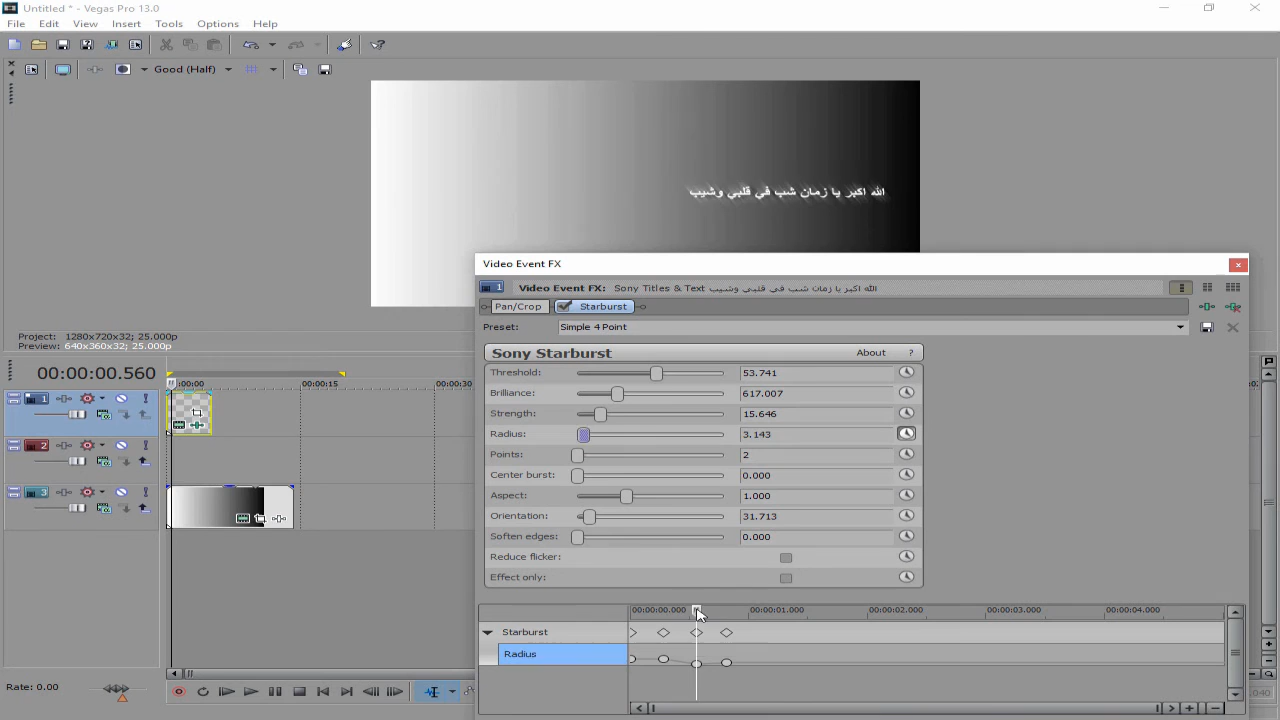 Untitled * - Vegas Pro 13.0
File Edit View Insert Tools Options Help
Good (Half)
الله اكبر يا زمان شب في قلبي وشيب
Project: 1280x720x32; 25.000p
Preview: 640x360x32; 25.000p
00:00:00.560
:00:00 00:00:15 00:00:30
1
2
3
Rate: 0.00
Video Event FX
1 Video Event FX: Sony Titles & Text الله اكبر يا زمان شب في قلبي وشيب
Pan/Crop Starburst
Preset: Simple 4 Point
Sony Starburst About ?
Threshold: 53.741
Brilliance: 617.007
Strength: 15.646
Radius: 3.143
Points: 2
Center burst: 0.000
Aspect: 1.000
Orientation: 31.713
Soften edges: 0.000
Reduce flicker:
Effect only:
00:00:00.000 00:00:01.000 00:00:02.000 00:00:03.000 00:00:04.000
Starburst
Radius